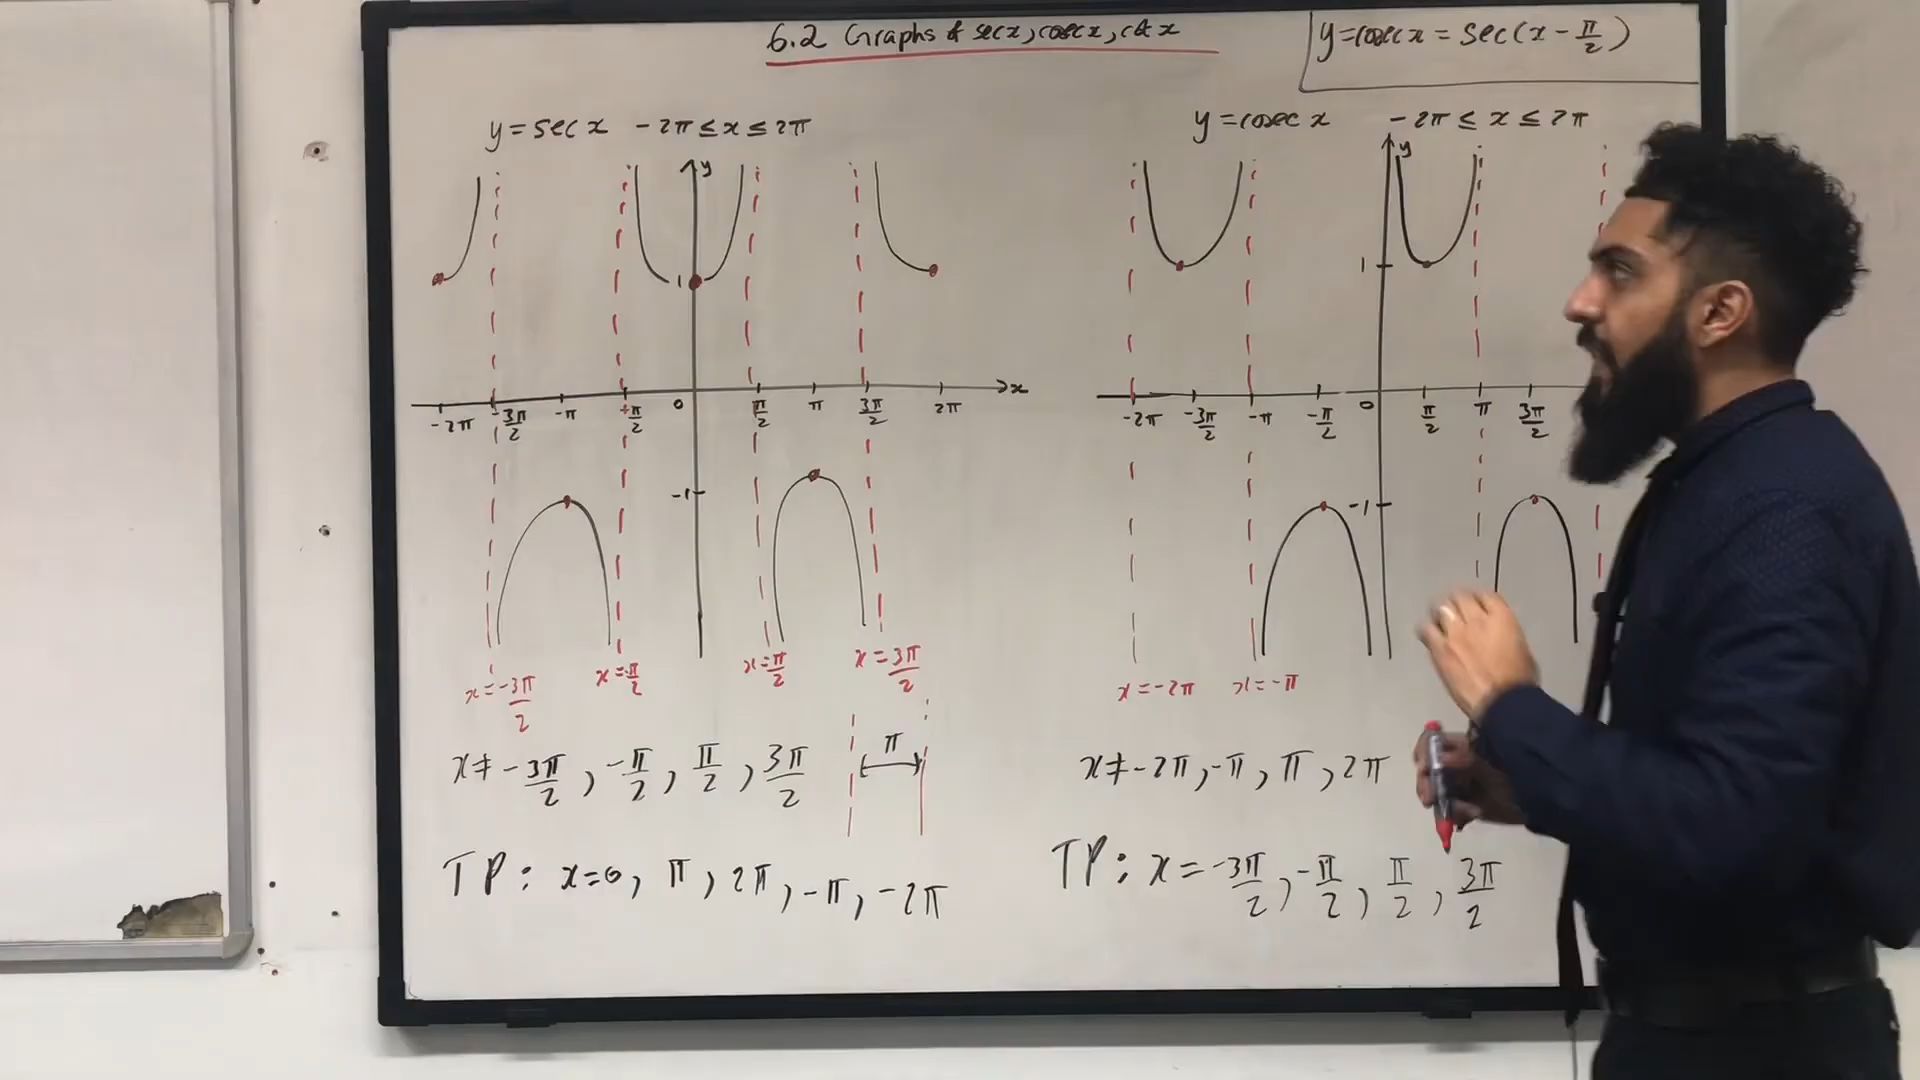 6.2 Graphs of sec x, cosec x, cot x
y = cosec x = sec(x - π/2)
y = sec x -2π ≤ x ≤ 2π
y
1
x
-2π -3π/2 -π -π/2 0 π/2 π 3π/2 2π
-1
x = -3π/2 x = -π/2 x = π/2 x = 3π/2
π
x ≠ -3π/2, -π/2, π/2, 3π/2
TP: x=0, π, 2π, -π, -2π
y = cosec x -2π ≤ x ≤ 2π
y
1
-2π -3π/2 -π -π/2 0 π/2 π 3π/2
-1
x = -2π x = -π
x ≠ -2π, -π, π, 2π
TP: x = -3π/2, -π/2, π/2, 3π/2